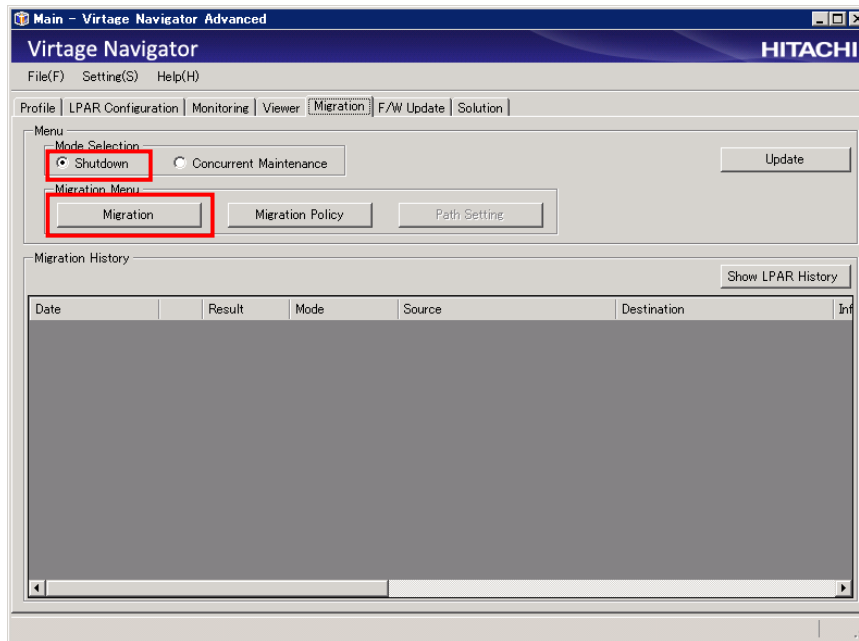 Main - Virtage Navigator Advanced
Virtage Navigator HITACHI
File(F) Setting(S) Help(H)
Profile LPAR Configuration Monitoring Viewer Migration F/W Update Solution
Menu
Mode Selection
Shutdown Concurrent Maintenance Update
Migration Menu
Migration Migration Policy Path Setting
Migration History
Show LPAR History
Date Result Mode Source Destination Inf